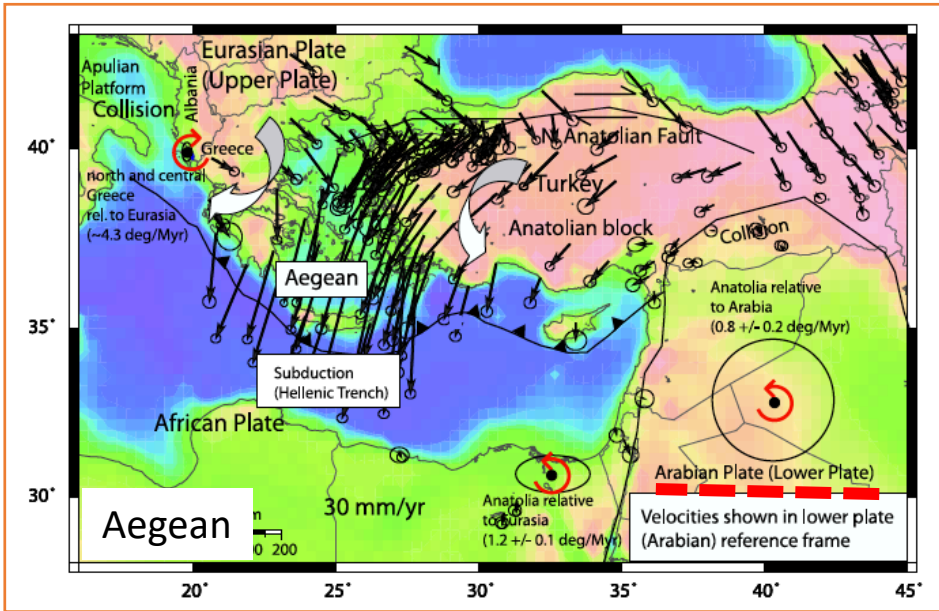 Eurasian Plate
(Upper Plate)
Apulian
Platform
Collision
Albania
Greece
north and central
Greece
rel. to Eurasia
(~4.3 deg/Myr)
N Anatolian Fault
Turkey
Anatolian block
Collision
Aegean
Anatolia relative
to Arabia
(0.8 +/- 0.2 deg/Myr)
Subduction
(Hellenic Trench)
African Plate
Arabian Plate (Lower Plate)
30 mm/yr
Anatolia relative
to Eurasia
(1.2 +/- 0.1 deg/Myr)
Velocities shown in lower plate
(Arabian) reference frame
Aegean
200
40°
35°
30°
40°
35°
30°
20°
25°
30°
35°
40°
45°